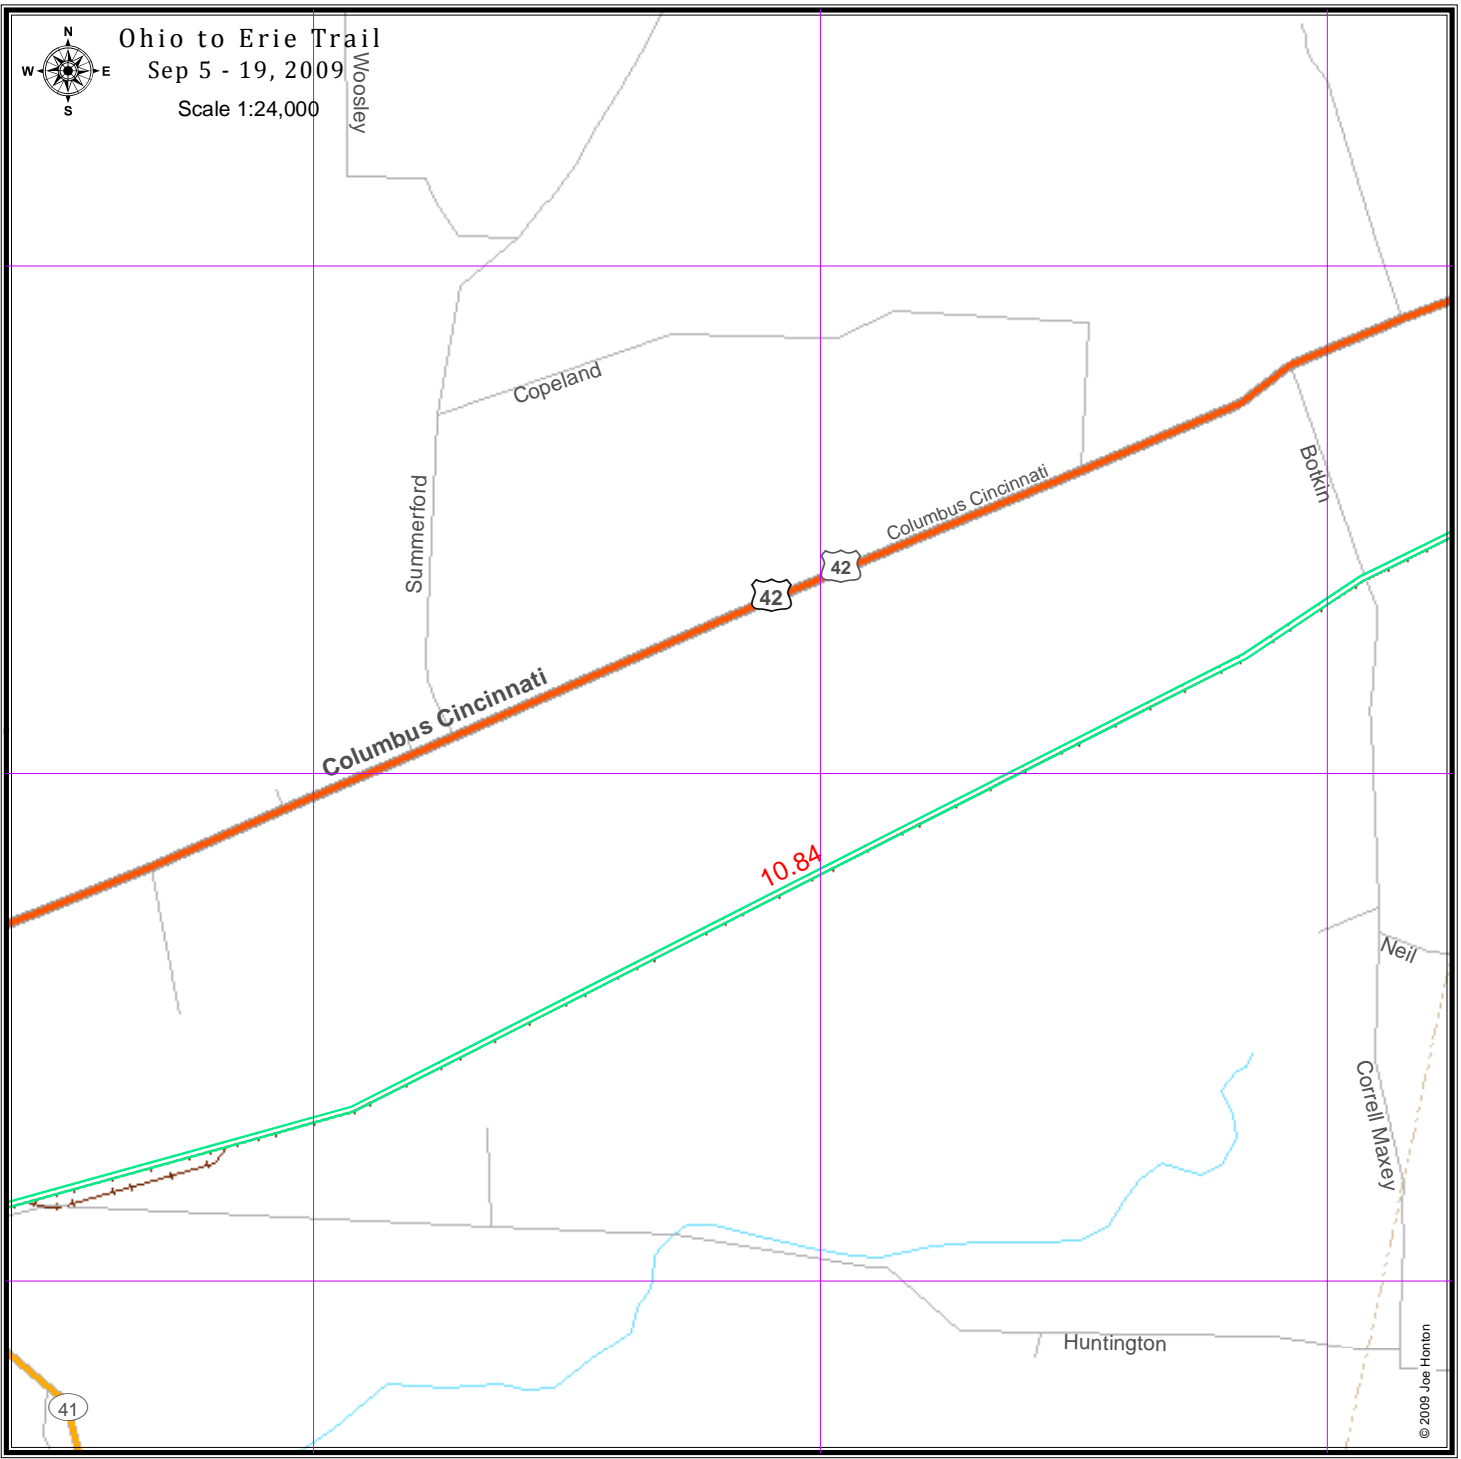 N
W E
S
Ohio to Erie Trail
Sep 5 - 19, 2009
Scale 1:24,000
Woosley
Copeland
Summerford
Columbus Cincinnati
Botkin
42
42
Columbus Cincinnati
10.84
Neil
Correll Maxey
Huntington
41
© 2009 Joe Honton